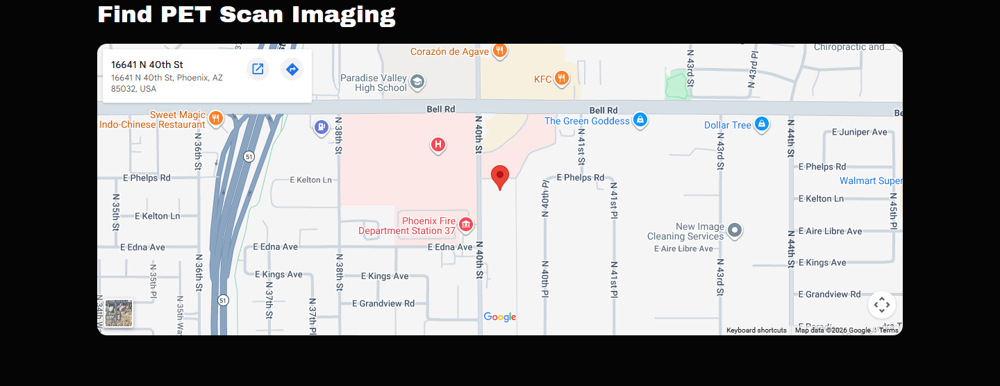 Find PET Scan Imaging
16641 N 40th St
16641 N 40th St, Phoenix, AZ
85032, USA
Corazón de Agave
Chiropractic and...
N 43rd St
N 43rd Pl
KFC
Paradise Valley
High School
Bell Rd
Bell Rd
Sweet Magic
Indo-Chinese Restaurant
The Green Goddess
Dollar Tree
N 36th St
N 38th St
H
N 40th St
N 41st St
N 43rd St
N 44th St
E Juniper Ave
51
E Phelps Rd
E Kelton Ln
E Phelps Rd
E Phelps Rd
Walmart Super
N 35th St
N 40th Pl
N 41st Pl
E Kelton Ln
N 45th Pl
E Kelton Ln
Phoenix Fire
Department Station 37
New Image
Cleaning Services
E Aire Libre Ave
E Aire Libre Ave
E Edna Ave
E Edna Ave
E Edna Ave
N 40th St
N 44th St
N 36th St
N 38th St
N 35th Pl
E Kings Ave
E Kings Ave
N 40th Pl
N 41st Pl
N 43rd St
E Kings Ave
N 37th St
51
N 35th Way
N 37th Pl
E Grandview Rd
E Grandview Rd
Google
Keyboard shortcuts
Map data ©2026 Google
Terms